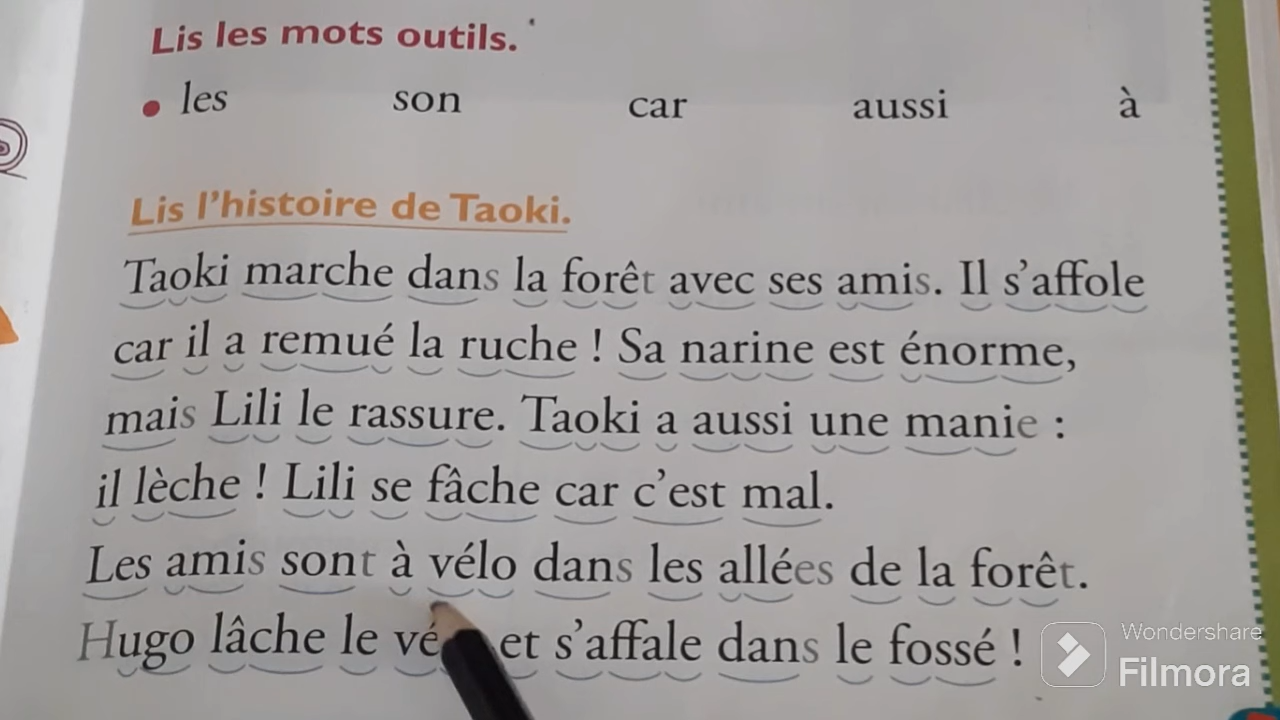 Lis les mots outils.
• les son car aussi à
Lis l'histoire de Taoki.
Taoki marche dans la forêt avec ses amis. Il s'affole
car il a remué la ruche ! Sa narine est énorme,
mais Lili le rassure. Taoki a aussi une manie :
il lèche ! Lili se fâche car c'est mal.
Les amis sont à vélo dans les allées de la forêt.
Hugo lâche le et s'affale dans le fossé !
Wondershare
Filmora